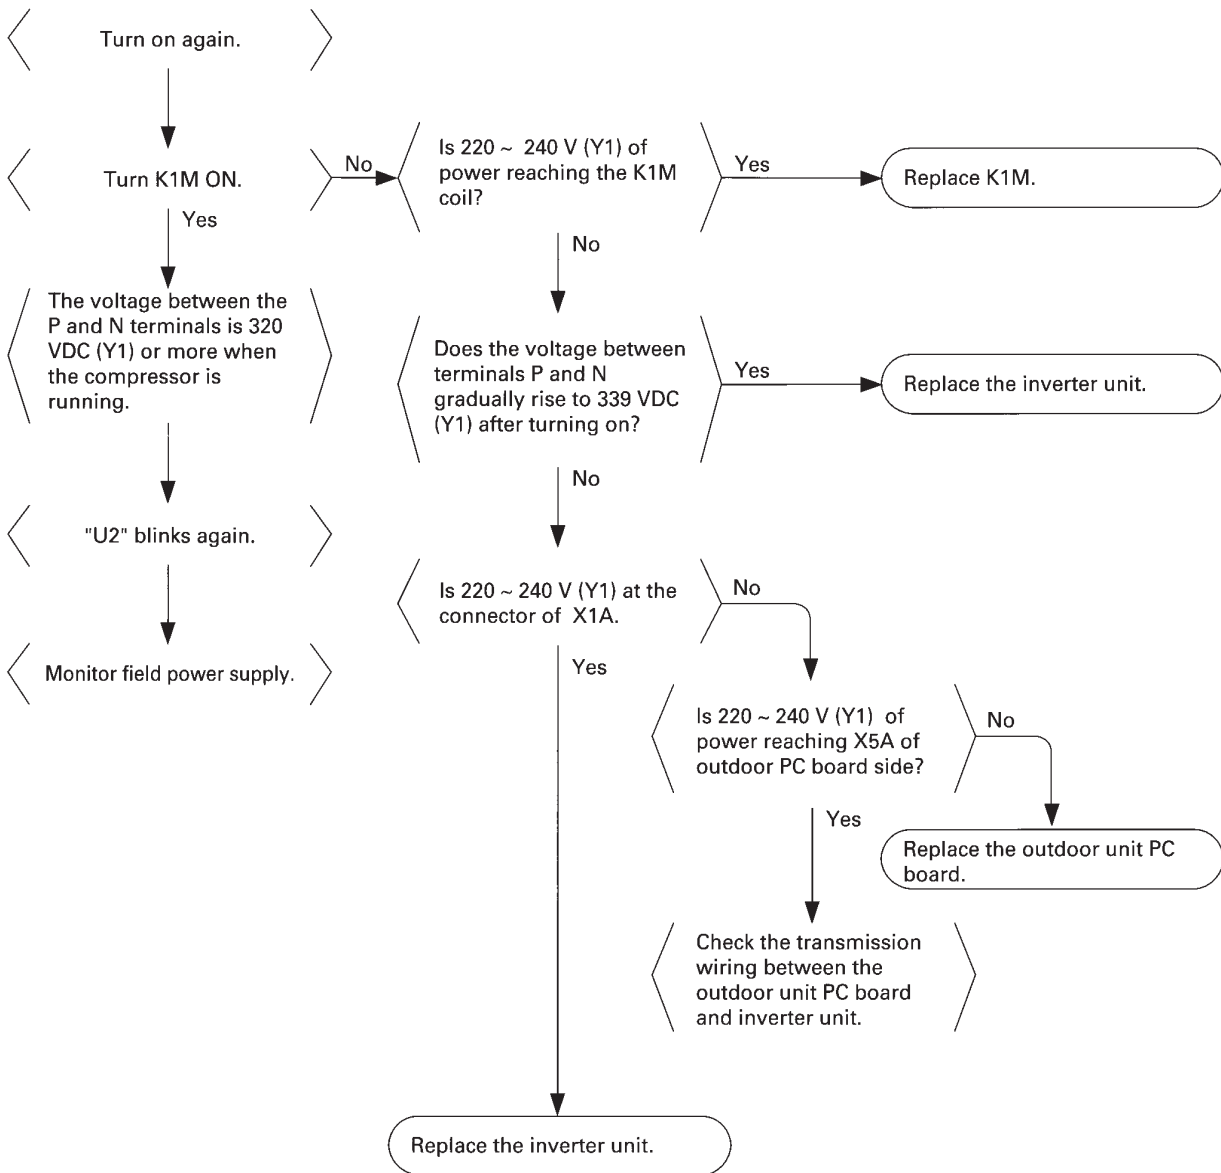 Turn on again.
Turn K1M ON.
No
Is 220 ~ 240 V (Y1) of
power reaching the K1M
coil?
Yes
Replace K1M.
Yes
No
The voltage between the
P and N terminals is 320
VDC (Y1) or more when
the compressor is
running.
Does the voltage between
terminals P and N
gradually rise to 339 VDC
(Y1) after turning on?
Yes
Replace the inverter unit.
No
"U2" blinks again.
Is 220 ~ 240 V (Y1) at the
connector of X1A.
No
Yes
Monitor field power supply.
Is 220 ~ 240 V (Y1) of
power reaching X5A of
outdoor PC board side?
No
Yes
Replace the outdoor unit PC
board.
Check the transmission
wiring between the
outdoor unit PC board
and inverter unit.
Replace the inverter unit.